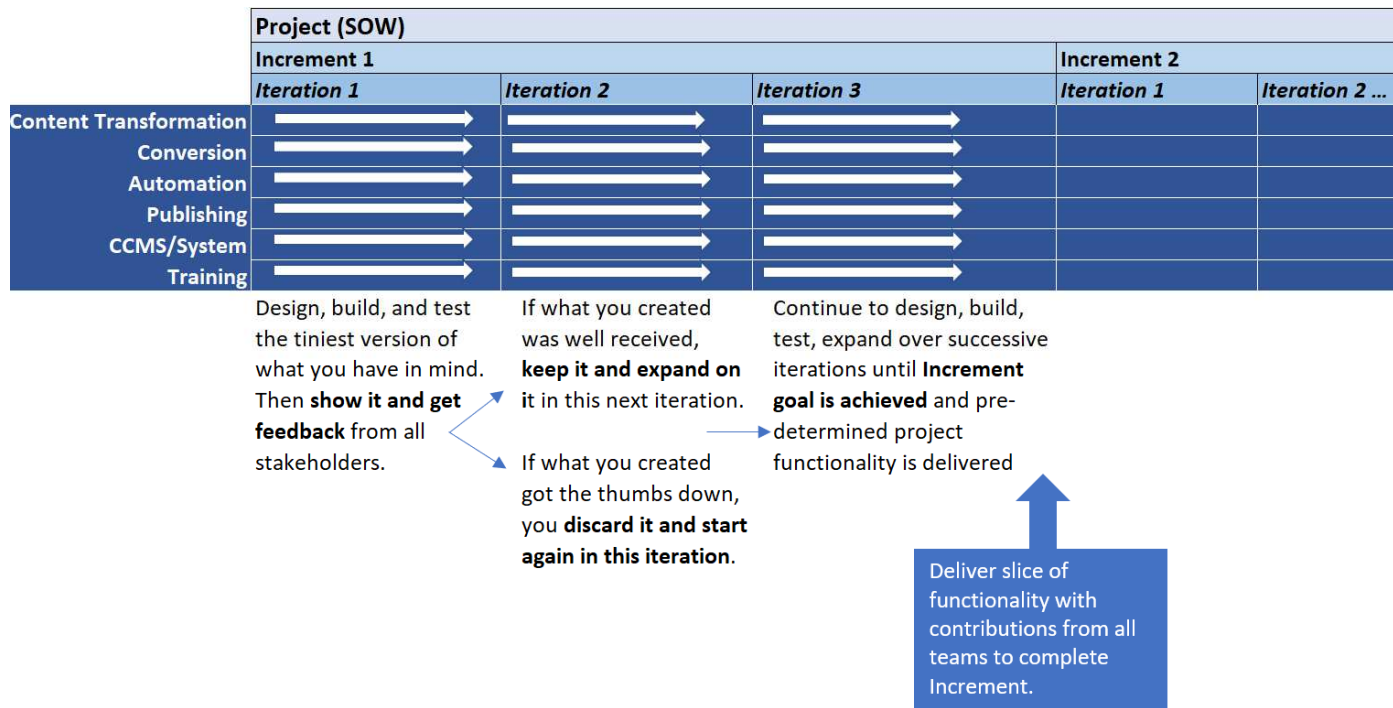 Project (SOW)
Increment 1
Increment 2
Iteration 1
Iteration 2
Iteration 3
Iteration 1
Iteration 2 ...
Content Transformation
Conversion
Automation
Publishing
CCMS/System
Training
Design, build, and test
the tiniest version of
what you have in mind.
Then show it and get
feedback from all
stakeholders.
If what you created
was well received,
keep it and expand on
it in this next iteration.
If what you created
got the thumbs down,
you discard it and start
again in this iteration.
Continue to design, build,
test, expand over successive
iterations until Increment
goal is achieved and pre-
determined project
functionality is delivered
Deliver slice of
functionality with
contributions from all
teams to complete
Increment.